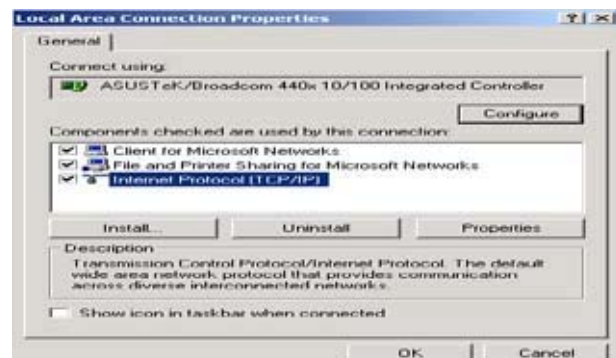 Local Area Connection Properties
General
Connect using:
ASUSTeK/Broadcom 440x 10/100 Integrated Controller
Configure
Components checked are used by this connection:
Client for Microsoft Networks
File and Printer Sharing for Microsoft Networks
Internet Protocol (TCP/IP)
Install... Uninstall Properties
Description
Transmission Control Protocol/Internet Protocol. The default
wide area network protocol that provides communication
across diverse interconnected networks.
Show icon in taskbar when connected
OK Cancel